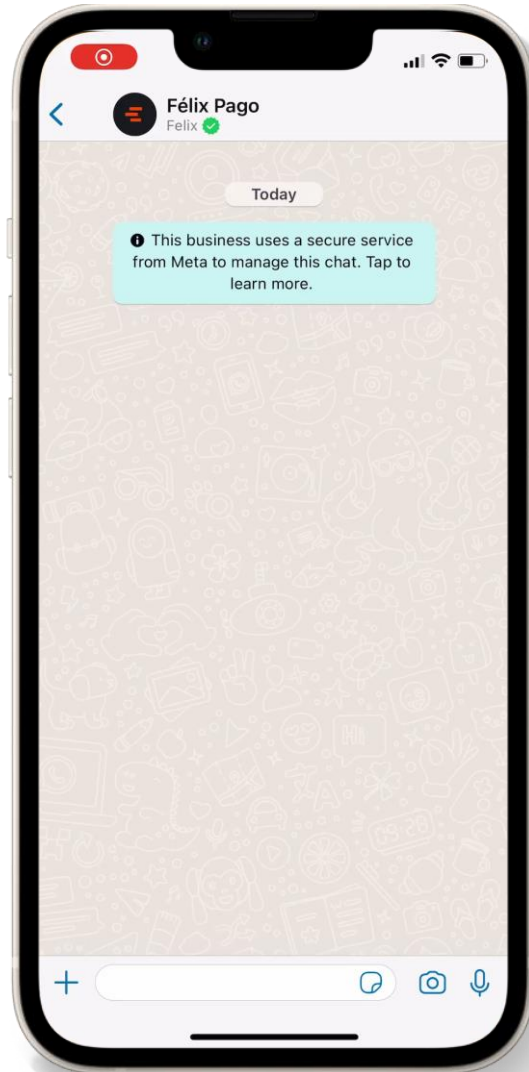 Félix Pago
Felix
Today
This business uses a secure service
from Meta to manage this chat. Tap to
learn more.
HI